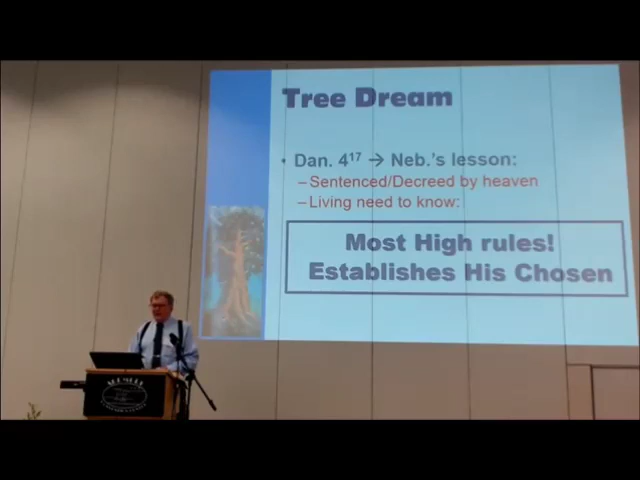 Tree Dream
• Dan. 4¹⁷ → Neb.'s lesson:
–Sentenced/Decreed by heaven
–Living need to know:
Most High rules!
Establishes His Chosen